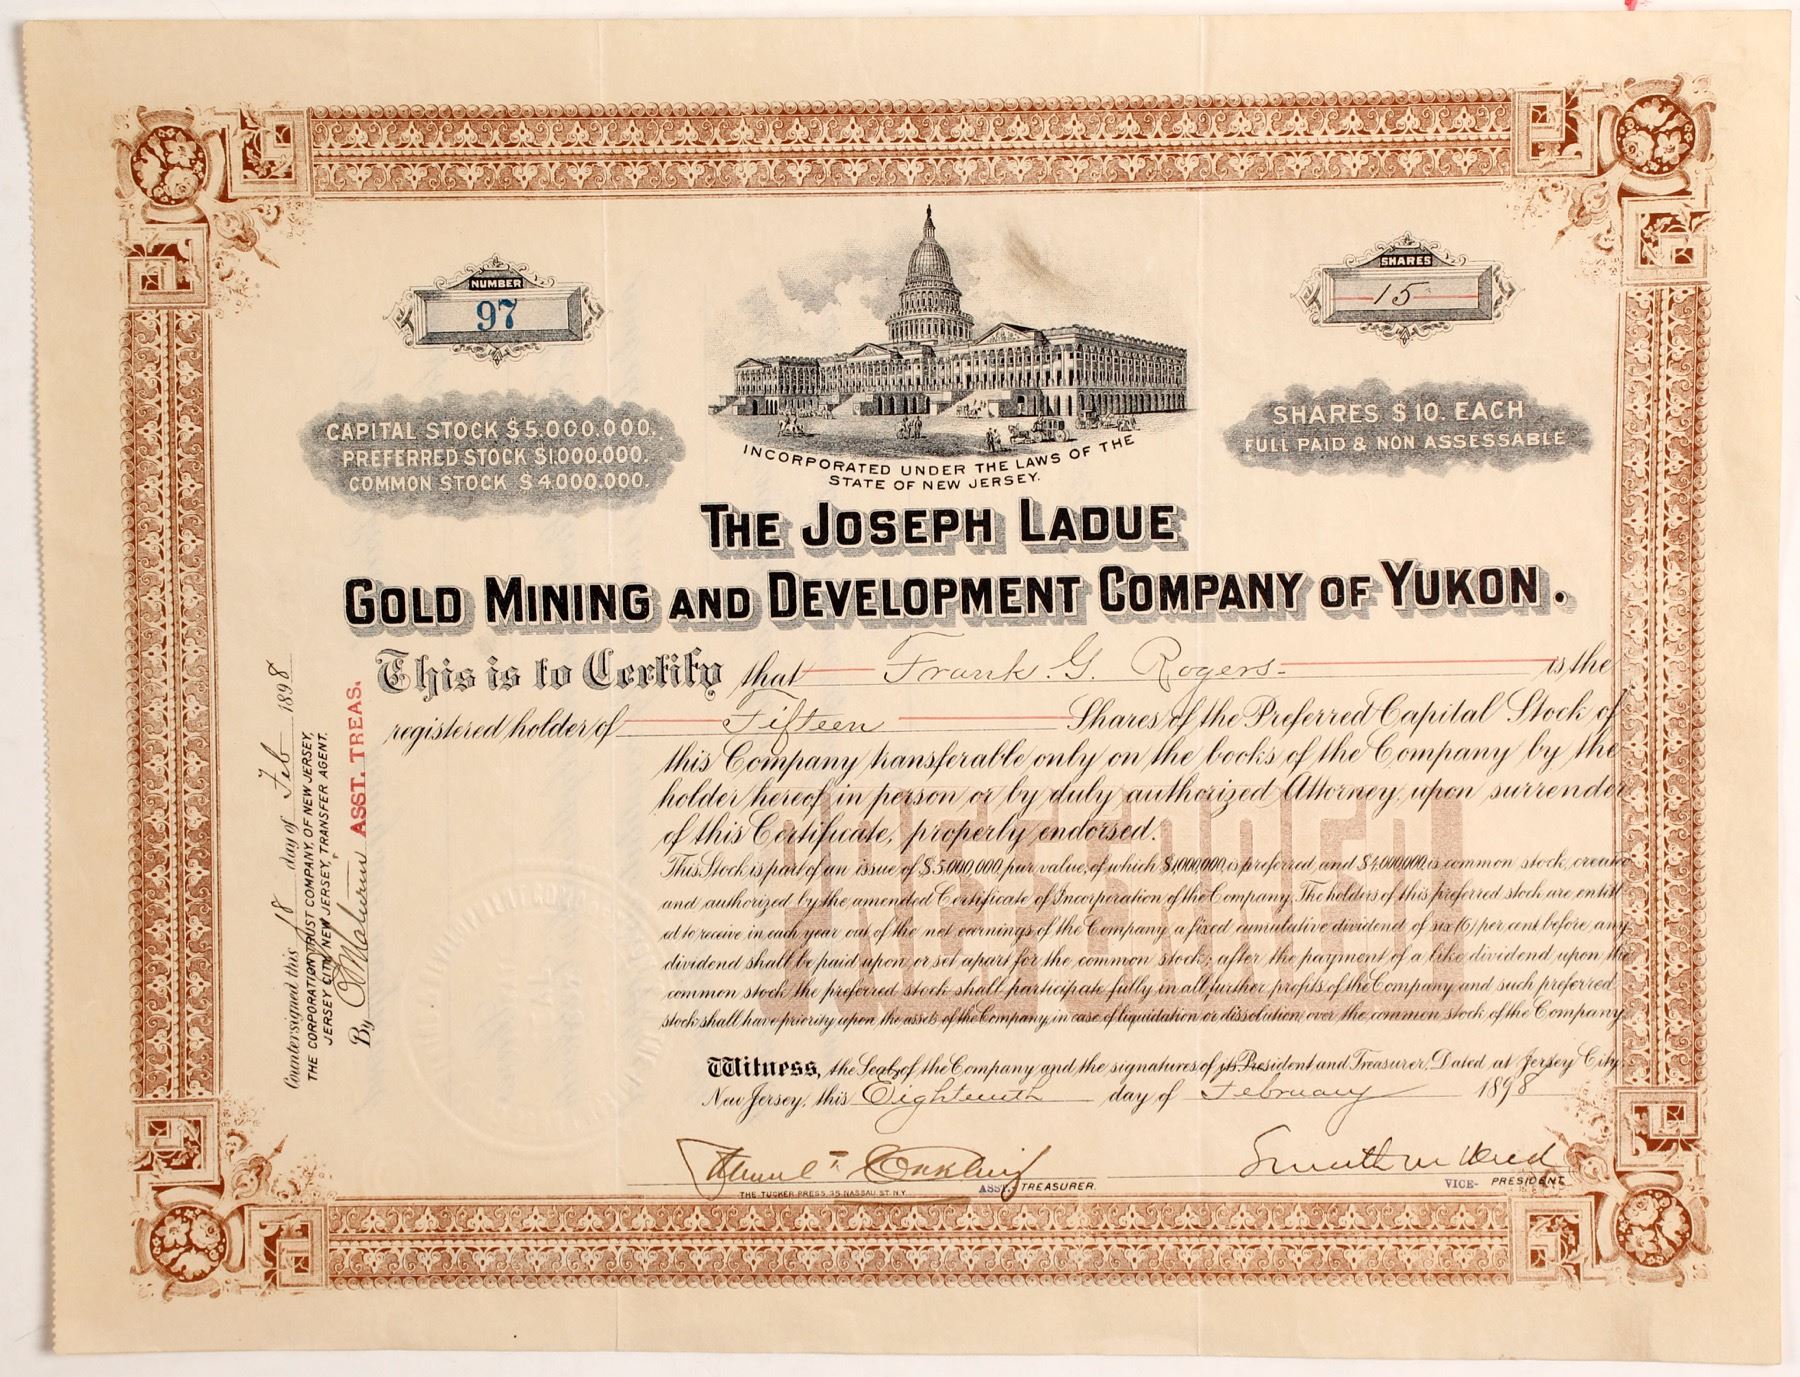 NUMBER
97
SHARES
15
CAPITAL STOCK $5,000,000.
PREFERRED STOCK $1,000,000.
COMMON STOCK $4,000,000.
SHARES $10. EACH
FULL PAID & NON ASSESSABLE
INCORPORATED UNDER THE LAWS OF THE
STATE OF NEW JERSEY.
THE JOSEPH LADUE
GOLD MINING AND DEVELOPMENT COMPANY OF YUKON.
This is to Certify that Frank. G. Rogers. is the
registered holder of Fifteen Shares of the Preferred Capital Stock of
this Company transferable only on the books of the Company by the
holder hereof in person or by duly authorized Attorney upon surrender
of this Certificate, properly endorsed.
This Stock is part of an issue of $5,000,000, par value, of which $1,000,000, is preferred and $4,000,000 is common stock, created
and authorized by the amended Certificate of Incorporation of the Company. The holders of this preferred stock are entitl-
ed to receive in each year out of the net earnings of the Company a fixed cumulative dividend of six (6) per cent. before any
dividend shall be paid upon or set apart for the common stock; after the payment of a like dividend upon the
common stock the preferred stock shall participate fully in all further profits of the Company and such preferred
stock shall have priority upon the assets of the Company, in case of liquidation or dissolution, over the common stock of the Company.
PREFERRED
Witness, the Seal, of the Company and the signatures of its President and Treasurer. Dated at Jersey City,
New Jersey, this Eighteenth day of February 1898
ASST. TREASURER.
VICE- PRESIDENT
THE TUCKER PRESS, 35 NASSAU ST. N.Y.
Countersigned this 18 day of Feb 1898
THE CORPORATION TRUST COMPANY, OF NEW JERSEY,
JERSEY CITY, NEW JERSEY, TRANSFER AGENT.
By
ASST. TREAS.